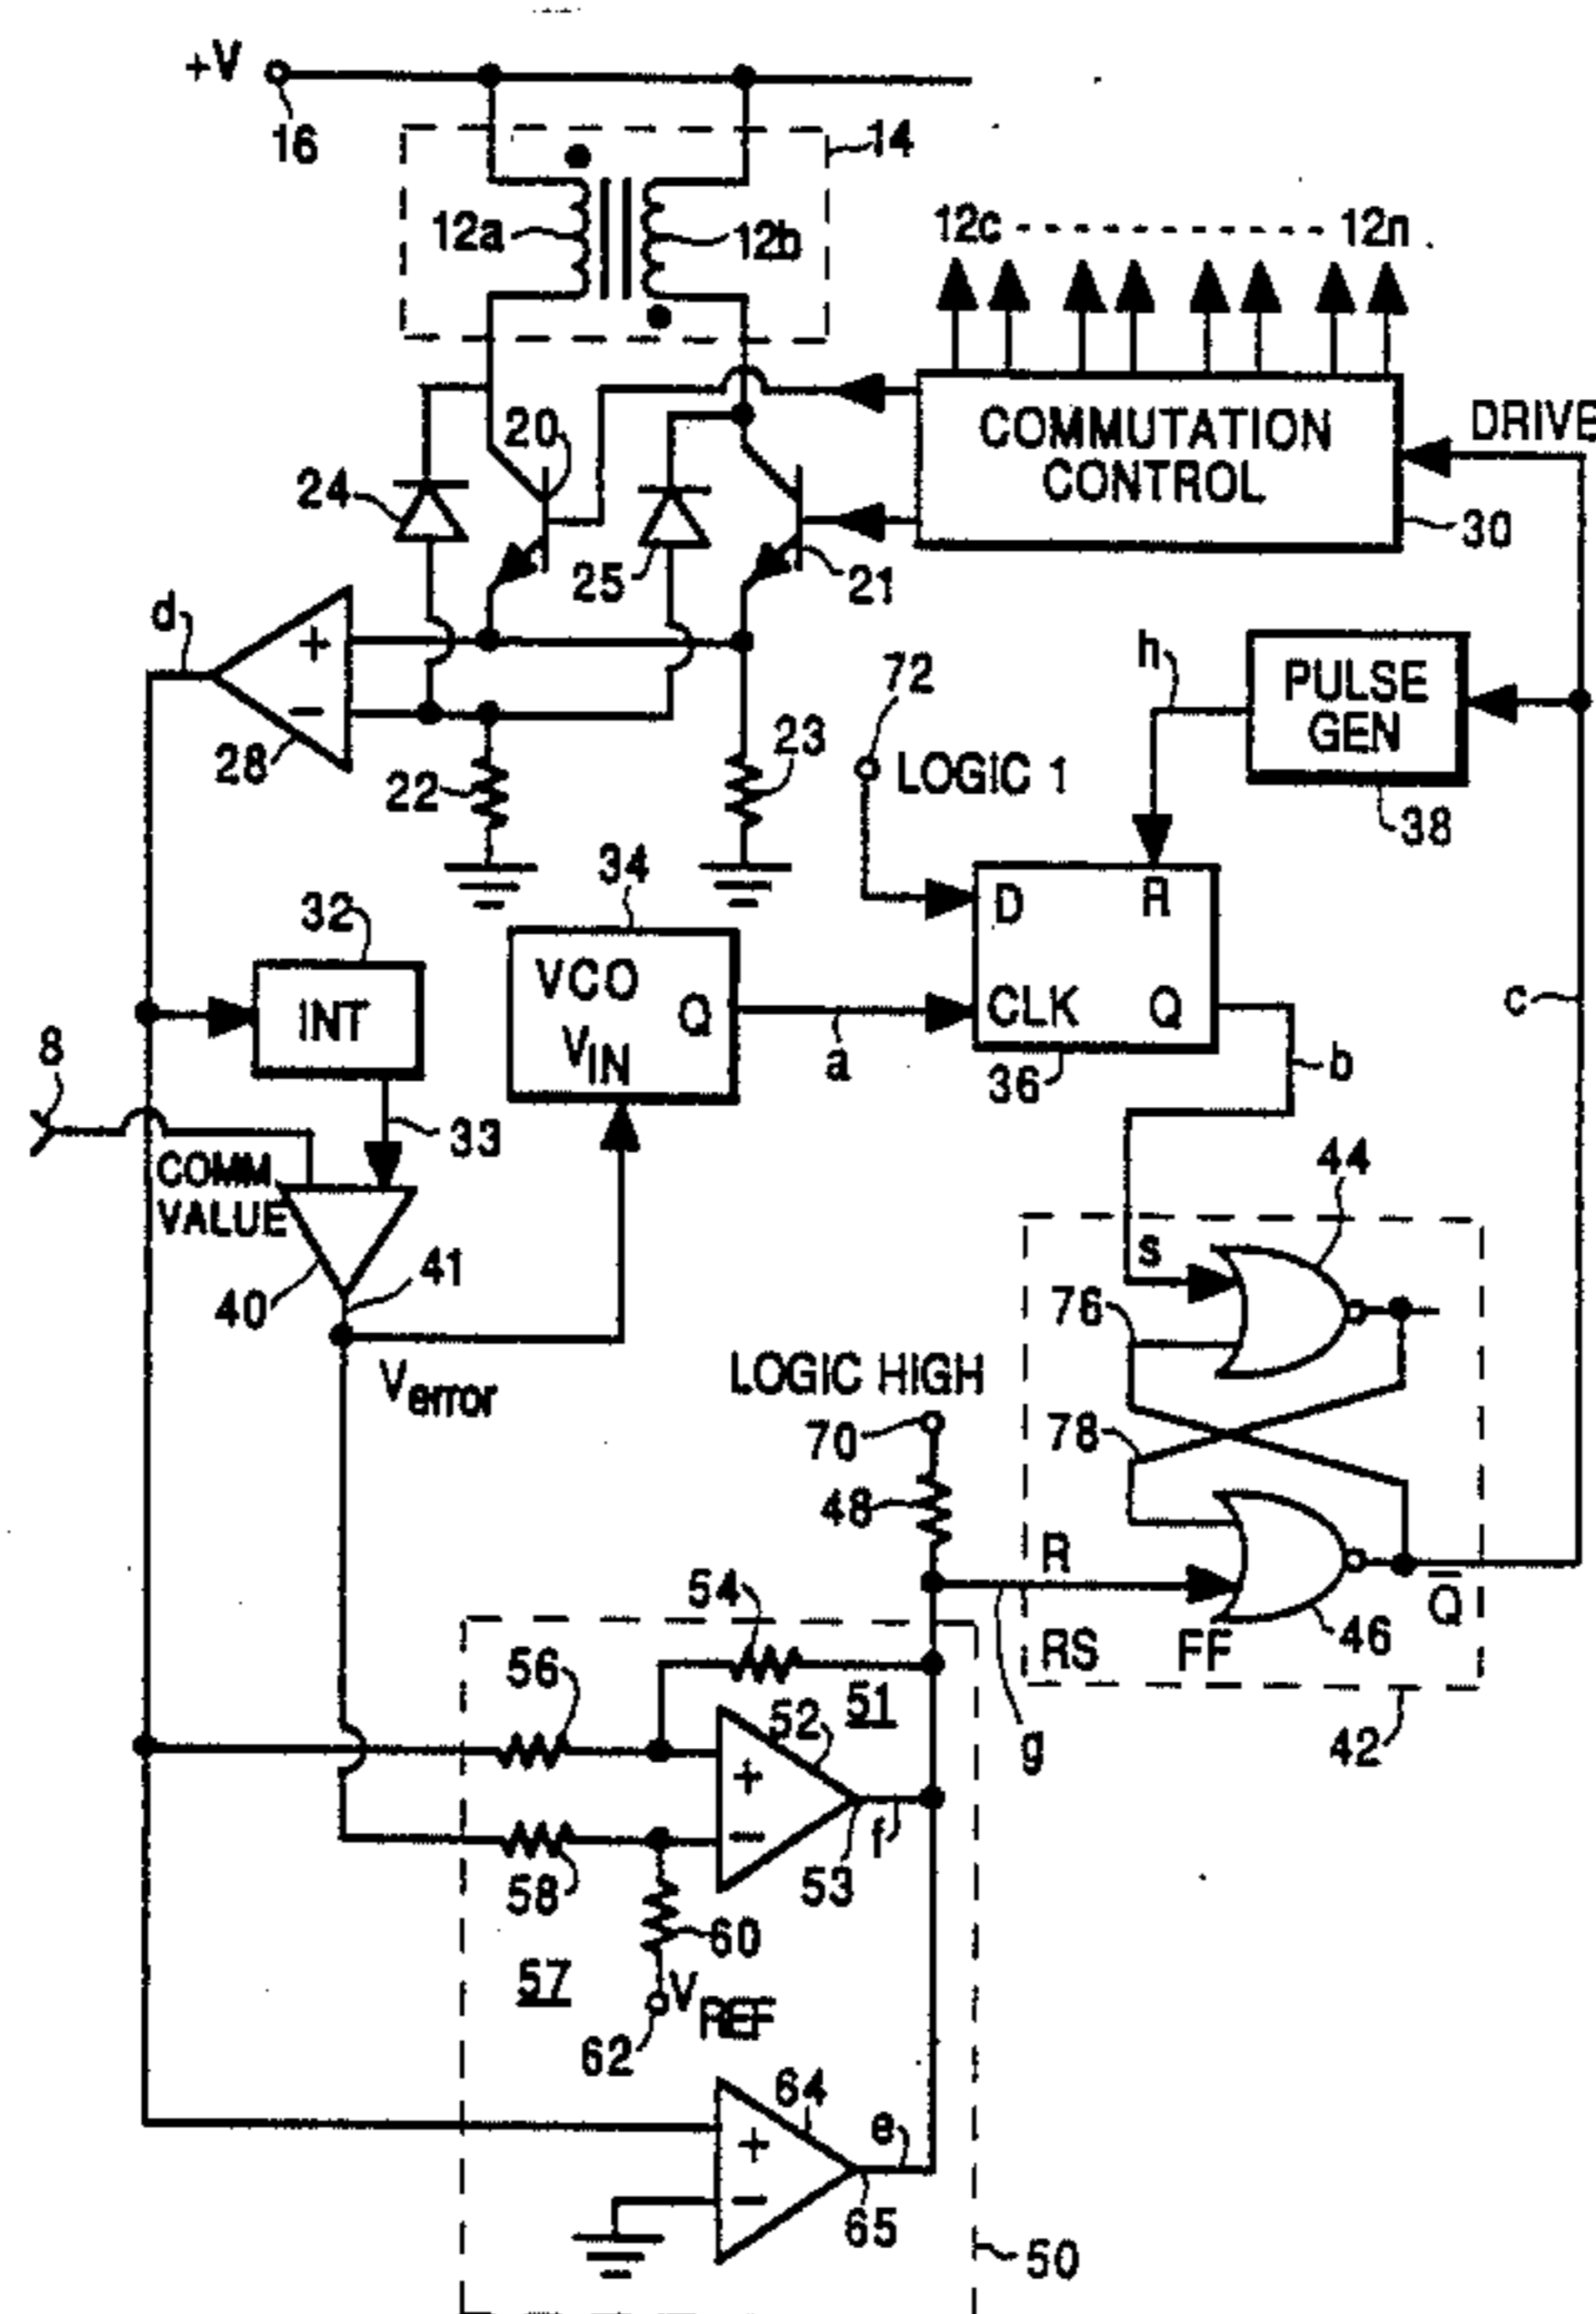 +V
16
14
12a
12b
12c
12n
COMMUTATION
CONTROL
DRIVE
30
20
24
25
21
d
+
−
28
22
23
72
LOGIC 1
h
PULSE
GEN
38
32
INT
34
VCO
VIN
Q
a
D
R
CLK
Q
36
b
c
8
33
COMM
VALUE
40
41
Verror
44
s
76
78
LOGIC HIGH
70
48
R
RS FF
46
Q̅
42
g
54
56
51
52
+
−
53
f
58
60
57
VREF
62
64
+
−
e
65
50